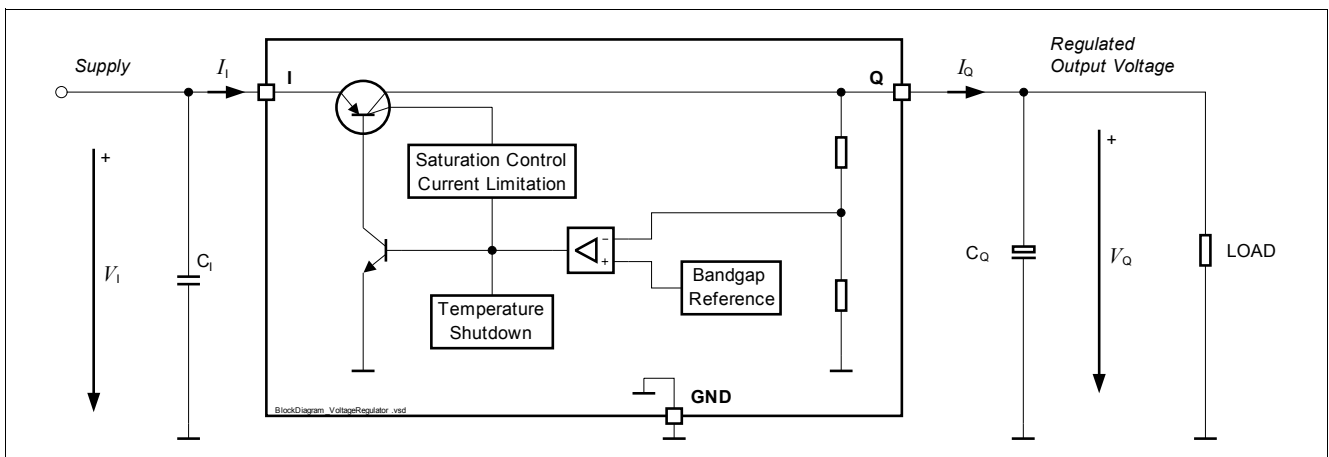 Supply
I_I
I
Q
I_Q
Regulated
Output Voltage
+
Saturation Control
Current Limitation
+
V_I
C_I
−
+
Bandgap
Reference
Temperature
Shutdown
C_Q
V_Q
LOAD
GND
BlockDiagram_VoltageRegulator .vsd